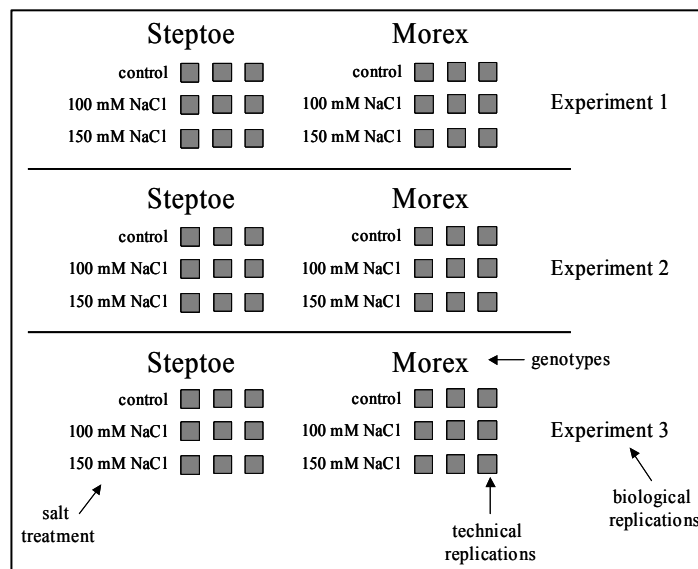 Steptoe Morex
control control
100 mM NaCl 100 mM NaCl Experiment 1
150 mM NaCl 150 mM NaCl
Steptoe Morex
control control
100 mM NaCl 100 mM NaCl Experiment 2
150 mM NaCl 150 mM NaCl
Steptoe Morex genotypes
control control
100 mM NaCl 100 mM NaCl Experiment 3
150 mM NaCl 150 mM NaCl
salt
treatment
technical
replications
biological
replications